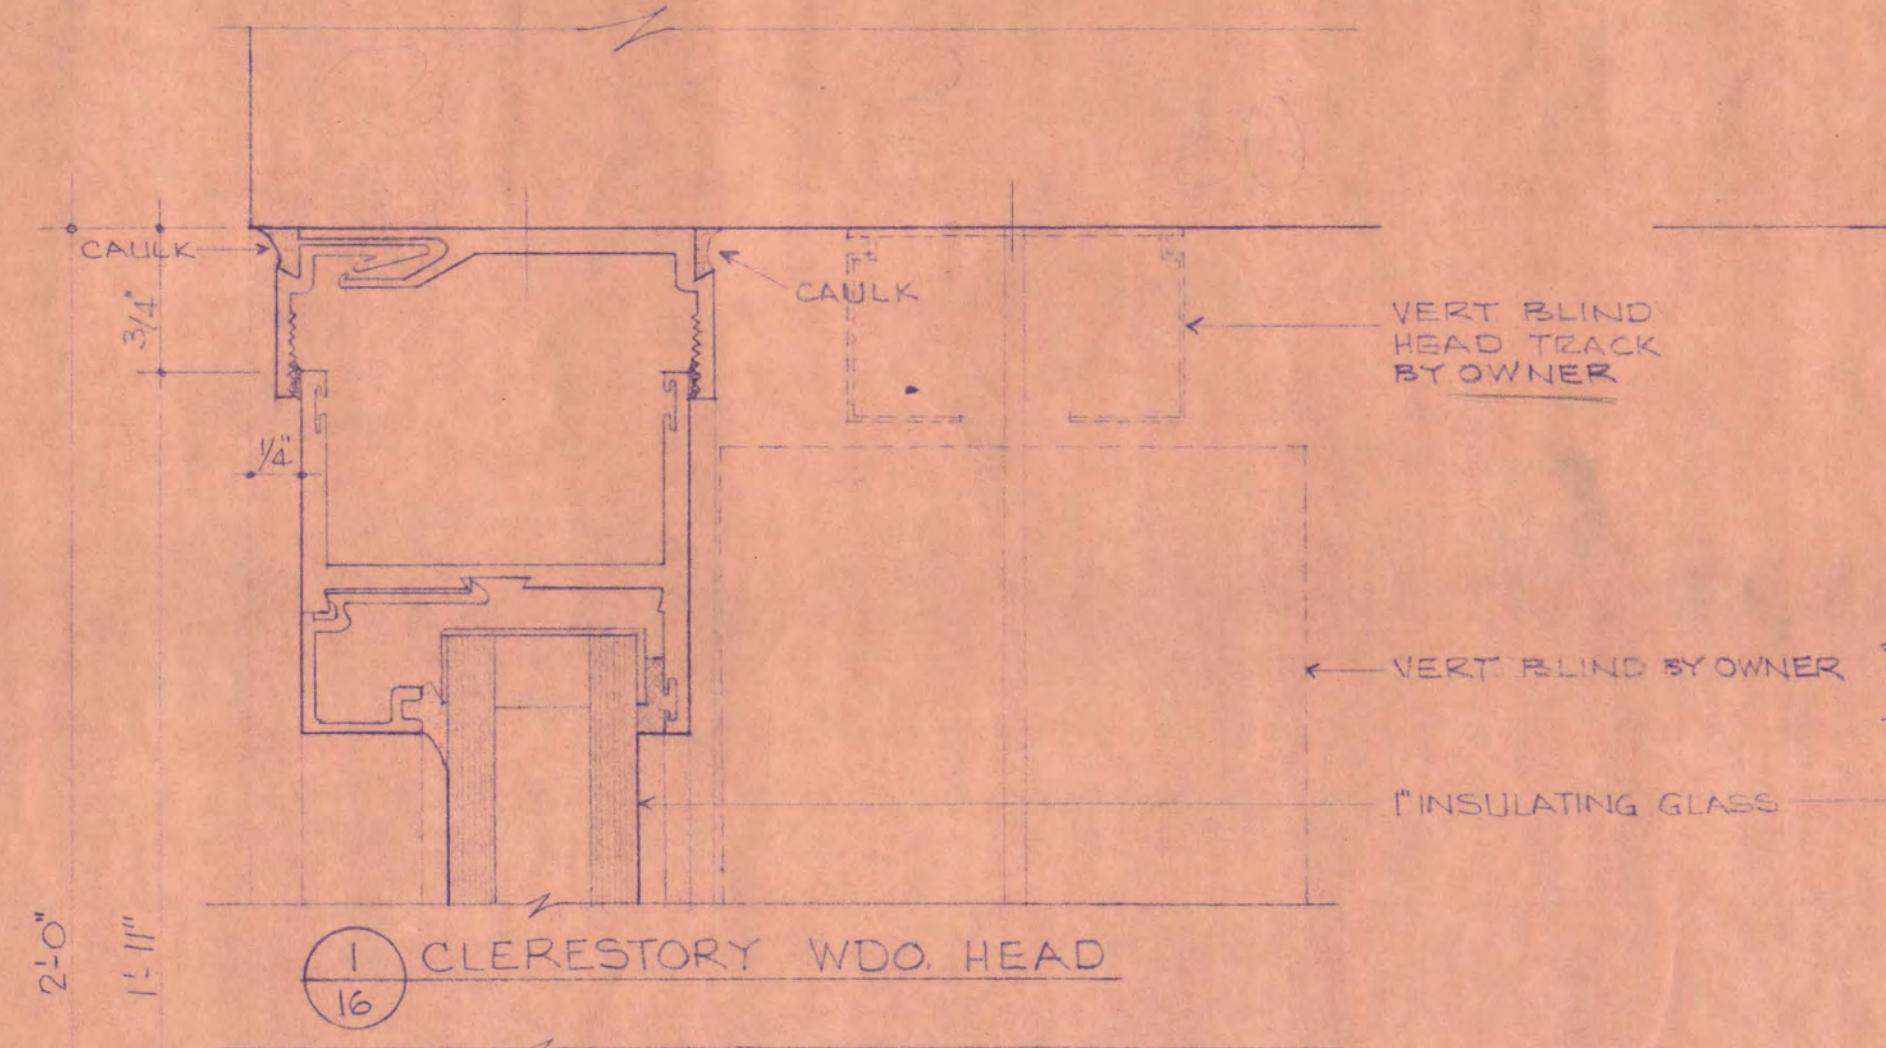 CAULK
CAULK
3/4"
1/4"
VERT BLIND
HEAD TRACK
BY OWNER
VERT BLIND BY OWNER
1" INSULATING GLASS
2'-0"
1'-11"
1
16
CLERESTORY WDO. HEAD